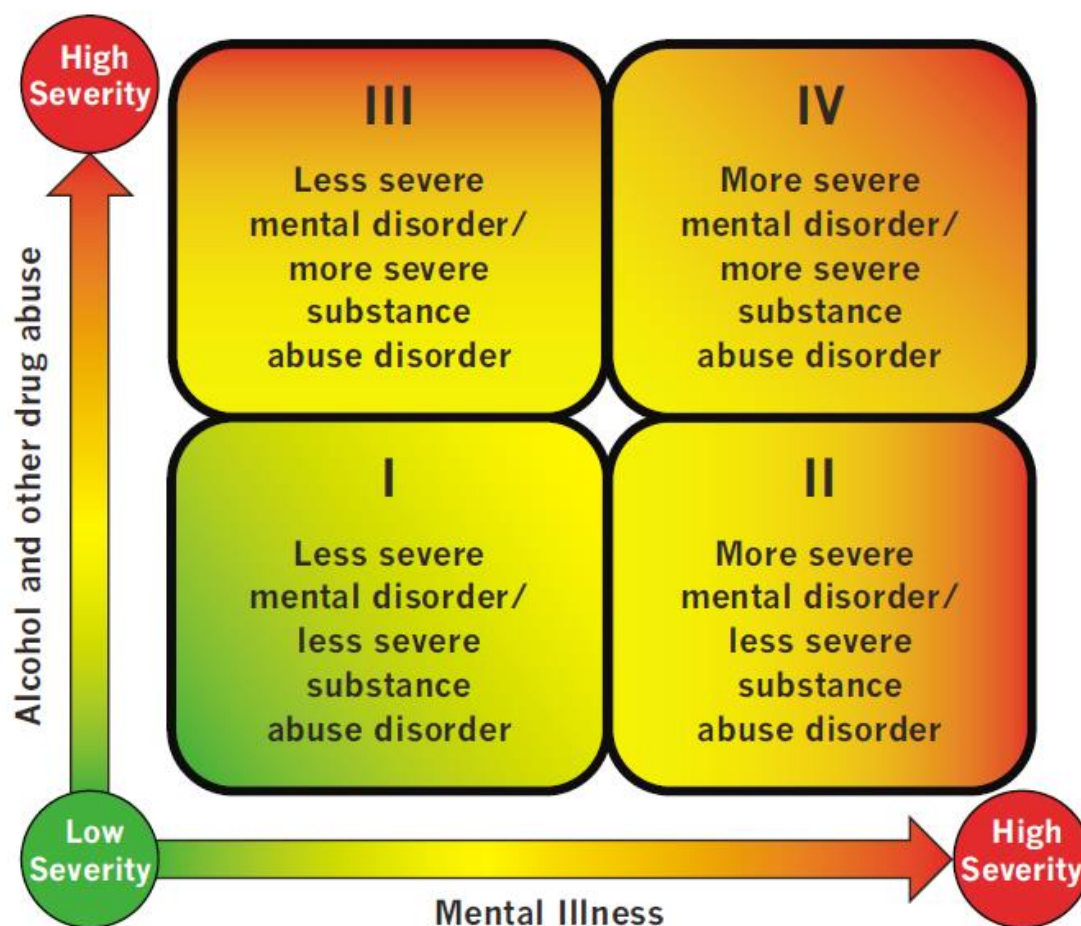 High
Severity
III
Less severe
mental disorder/
more severe
substance
abuse disorder
IV
More severe
mental disorder/
more severe
substance
abuse disorder
Alcohol and other drug abuse
I
Less severe
mental disorder/
less severe
substance
abuse disorder
II
More severe
mental disorder/
less severe
substance
abuse disorder
Low
Severity
Mental Illness
High
Severity